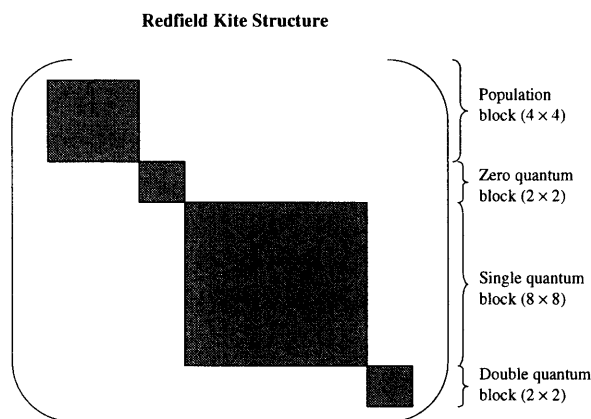 Redfield Kite Structure
Population
block (4 × 4)
Zero quantum
block (2 × 2)
Single quantum
block (8 × 8)
Double quantum
block (2 × 2)